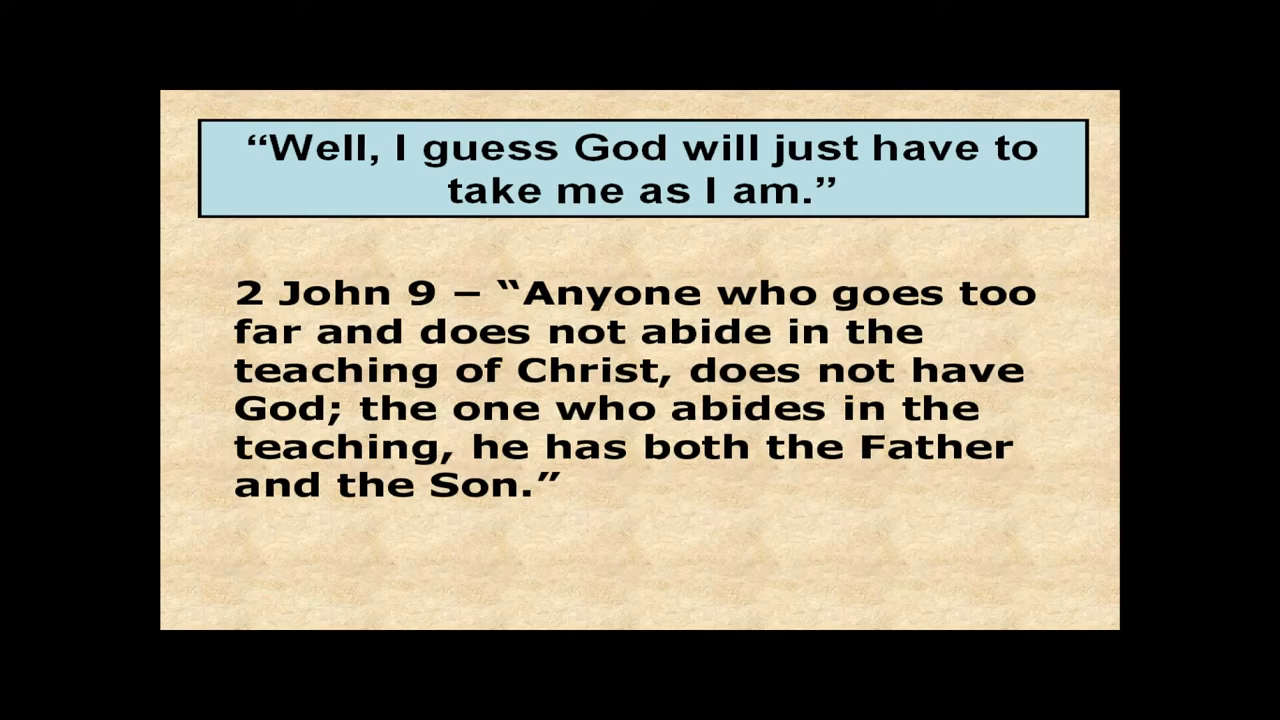 “Well, I guess God will just have to
take me as I am.”
2 John 9 – “Anyone who goes too
far and does not abide in the
teaching of Christ, does not have
God; the one who abides in the
teaching, he has both the Father
and the Son.”